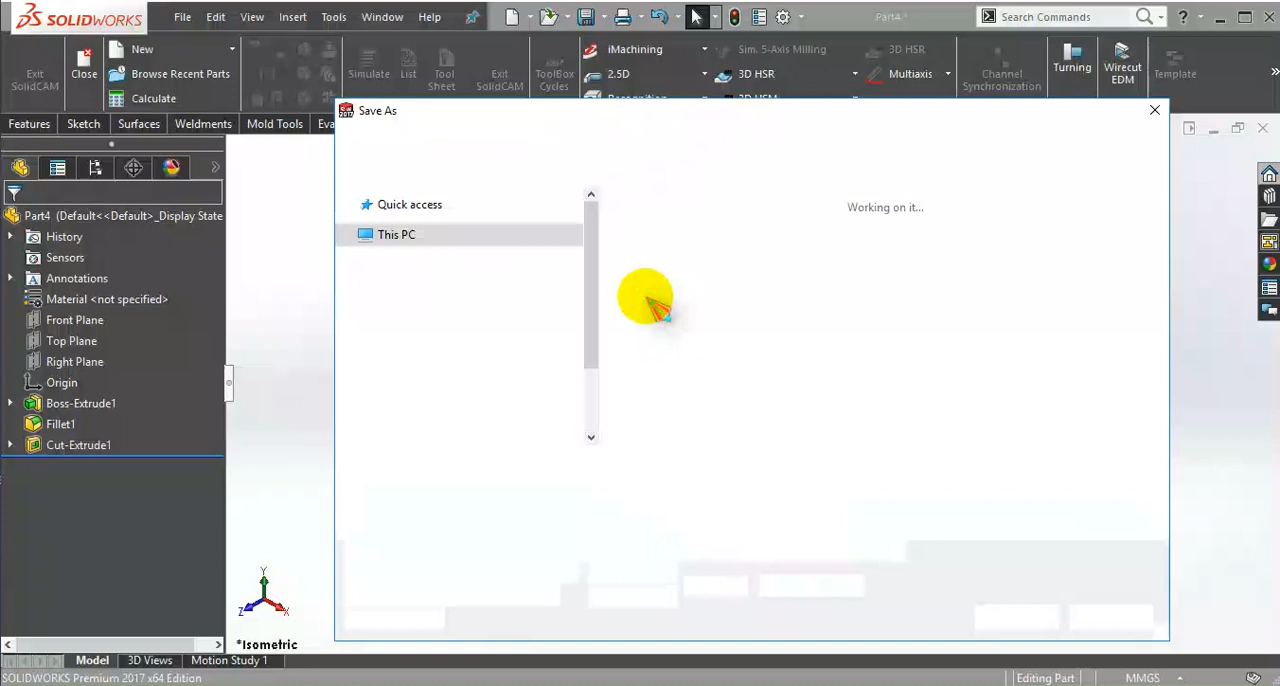 SOLIDWORKS File Edit View Insert Tools Window Help Part4 * Search Commands ?
Exit SolidCAM Close New Browse Recent Parts Calculate Simulate List Tool Sheet Exit SolidCAM ToolBox Cycles iMachining 2.5D Sim. 5-Axis Milling 3D HSR 3D HSR Multiaxis Channel Synchronization Turning Wirecut EDM Template
Features Sketch Surfaces Weldments Mold Tools Eva
Save As
Quick access
This PC
Working on it...
Part4 (Default<<Default>_Display State
History
Sensors
Annotations
Material <not specified>
Front Plane
Top Plane
Right Plane
Origin
Boss-Extrude1
Fillet1
Cut-Extrude1
Y
Z X
*Isometric
Model 3D Views Motion Study 1
SOLIDWORKS Premium 2017 x64 Edition Editing Part MMGS